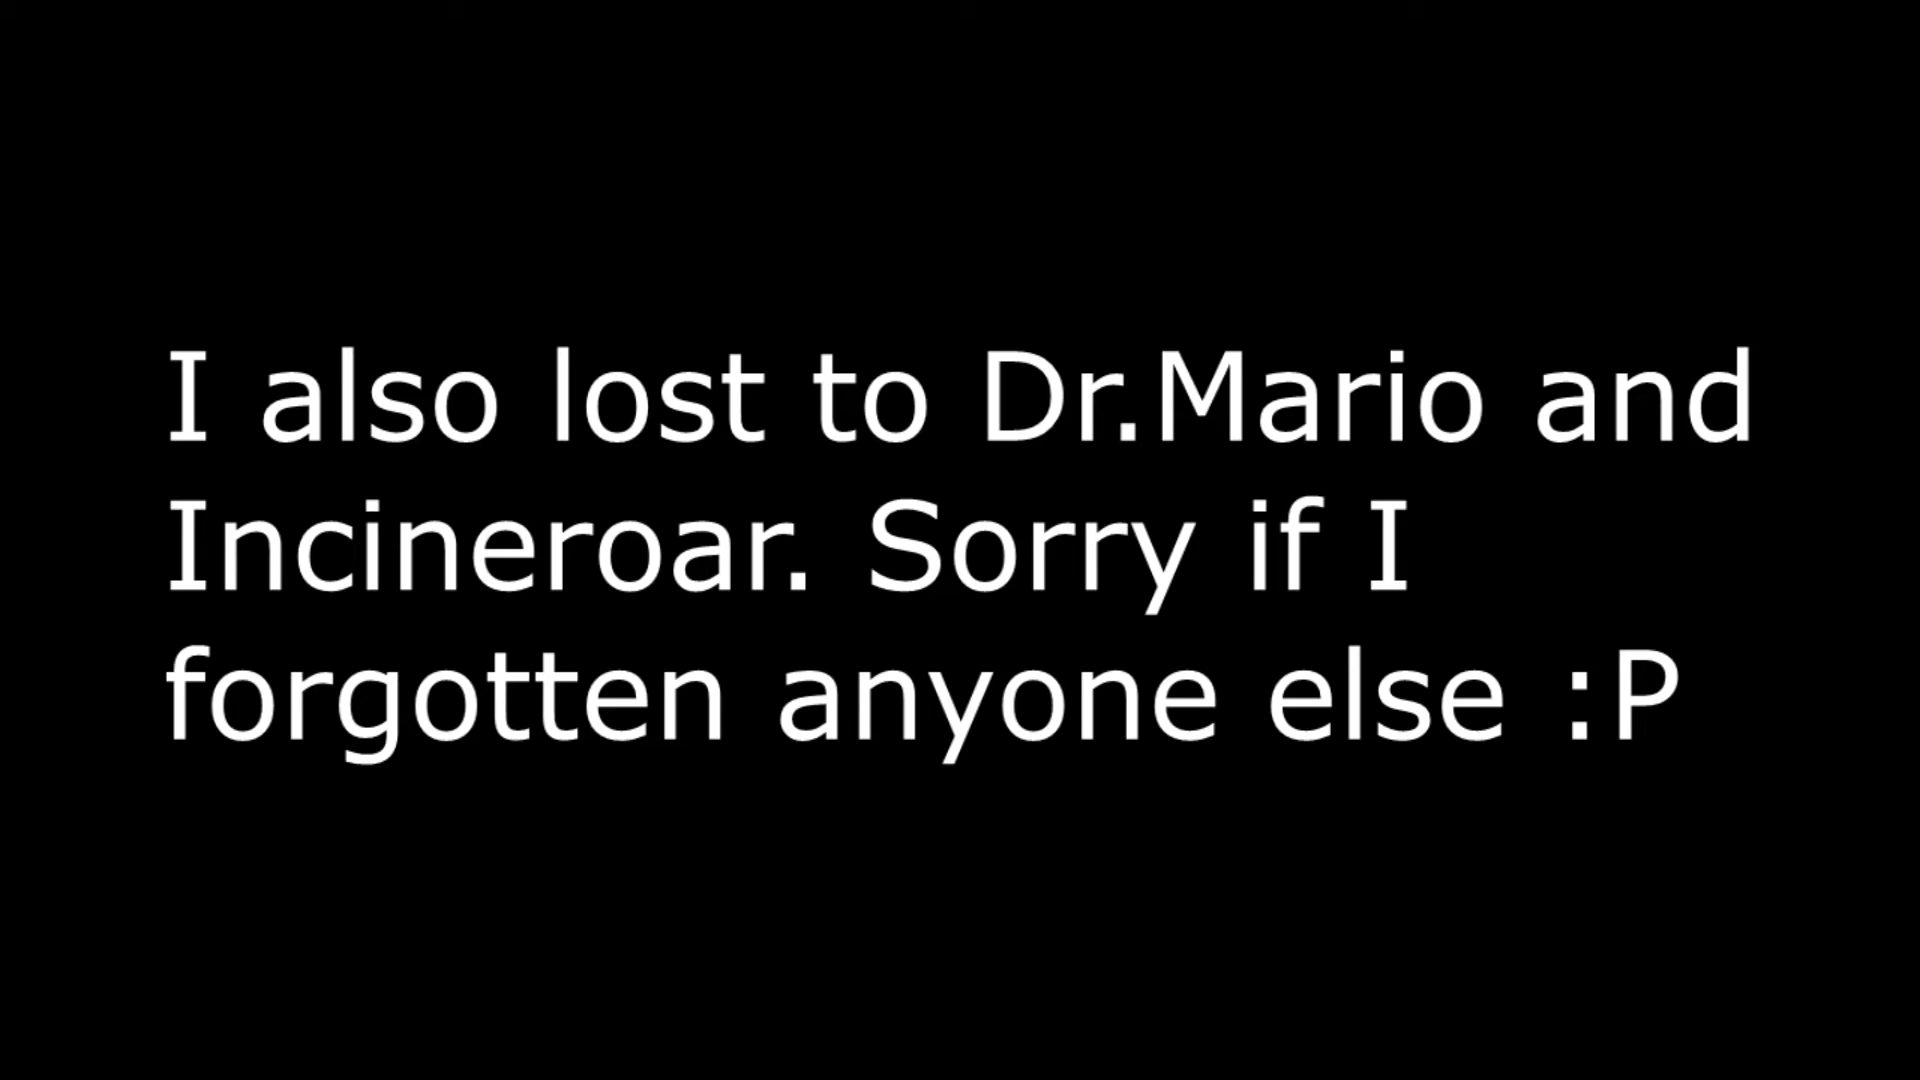 I also lost to Dr.Mario and
Incineroar. Sorry if I
forgotten anyone else :P